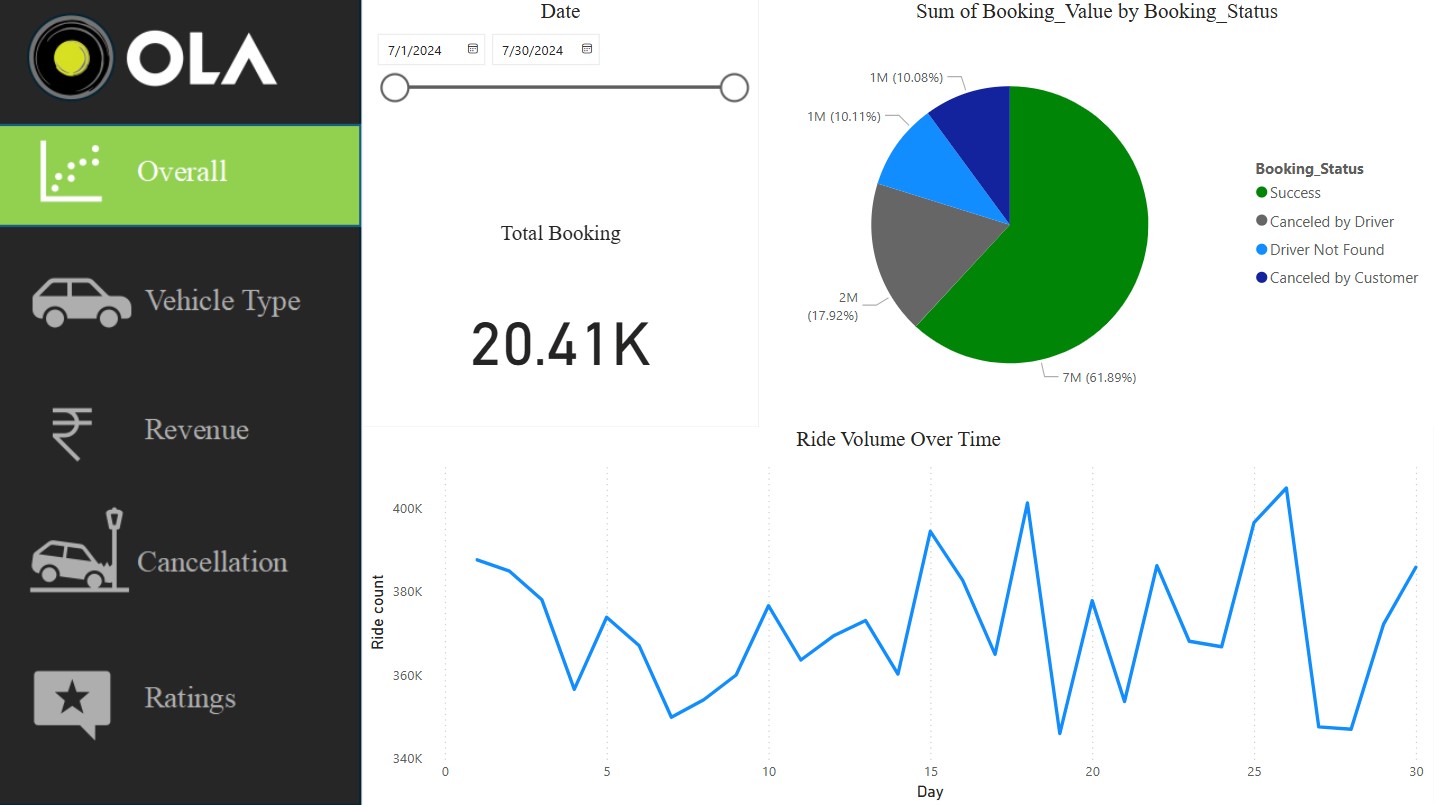 OLA
Overall
Vehicle Type
Revenue
Cancellation
Ratings
Date
7/1/2024
7/30/2024
Total Booking
20.41K
Sum of Booking_Value by Booking_Status
1M (10.08%)
1M (10.11%)
2M
(17.92%)
7M (61.89%)
Booking_Status
Success
Canceled by Driver
Driver Not Found
Canceled by Customer
Ride Volume Over Time
Ride count
400K
380K
360K
340K
0 5 10 15 20 25 30
Day